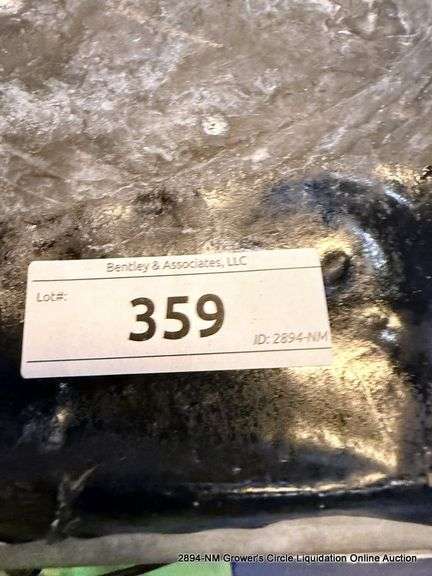 Bentley & Associates, LLC
Lot#:
359
ID: 2894-NM
2894-NM Grower's Circle Liquidation Online Auction